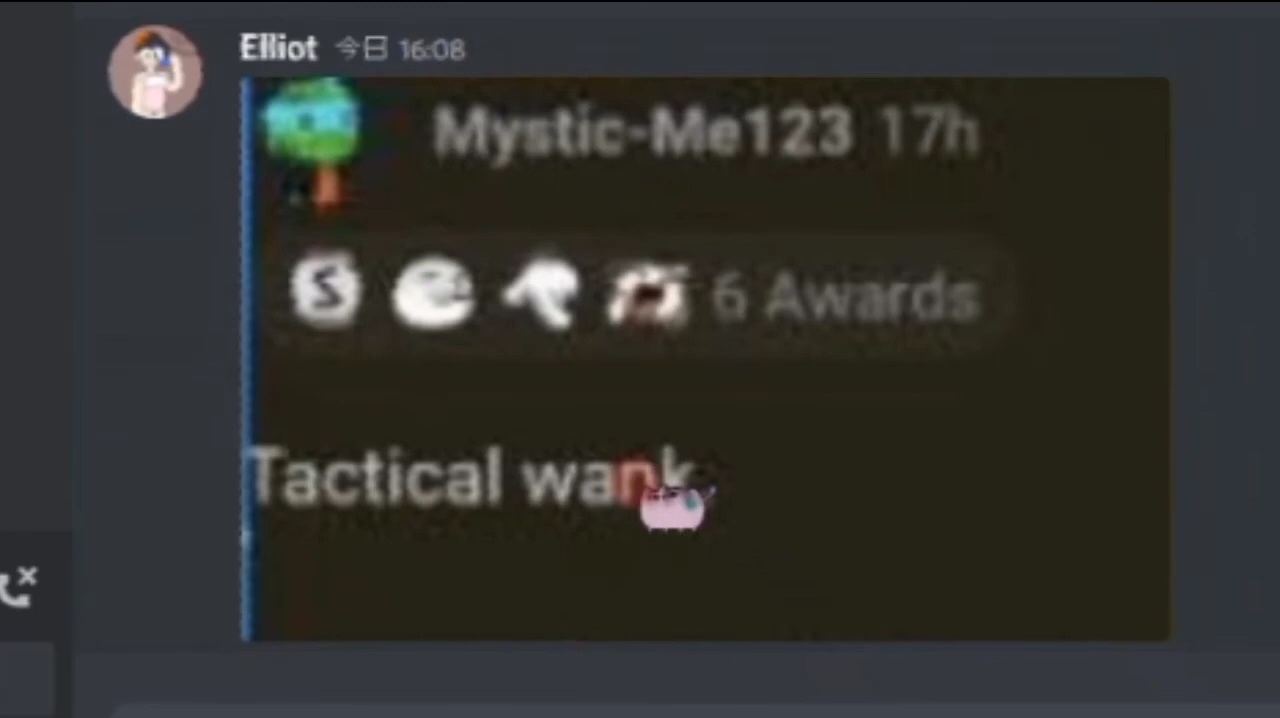 Elliot 今日 16:08
Mystic-Me123 17h
6 Awards
Tactical wank